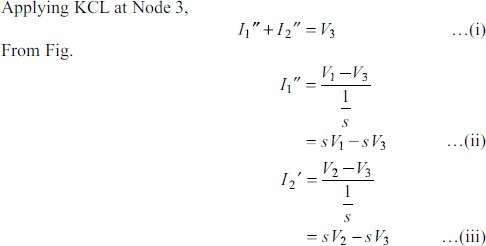 Applying KCL at Node 3,
I₁″ + I₂″ = V₃ …(i)
From Fig.
I₁″ = (V₁ – V₃) / (1/s)
= sV₁ – sV₃ …(ii)
I₂′ = (V₂ – V₃) / (1/s)
= sV₂ – sV₃ …(iii)